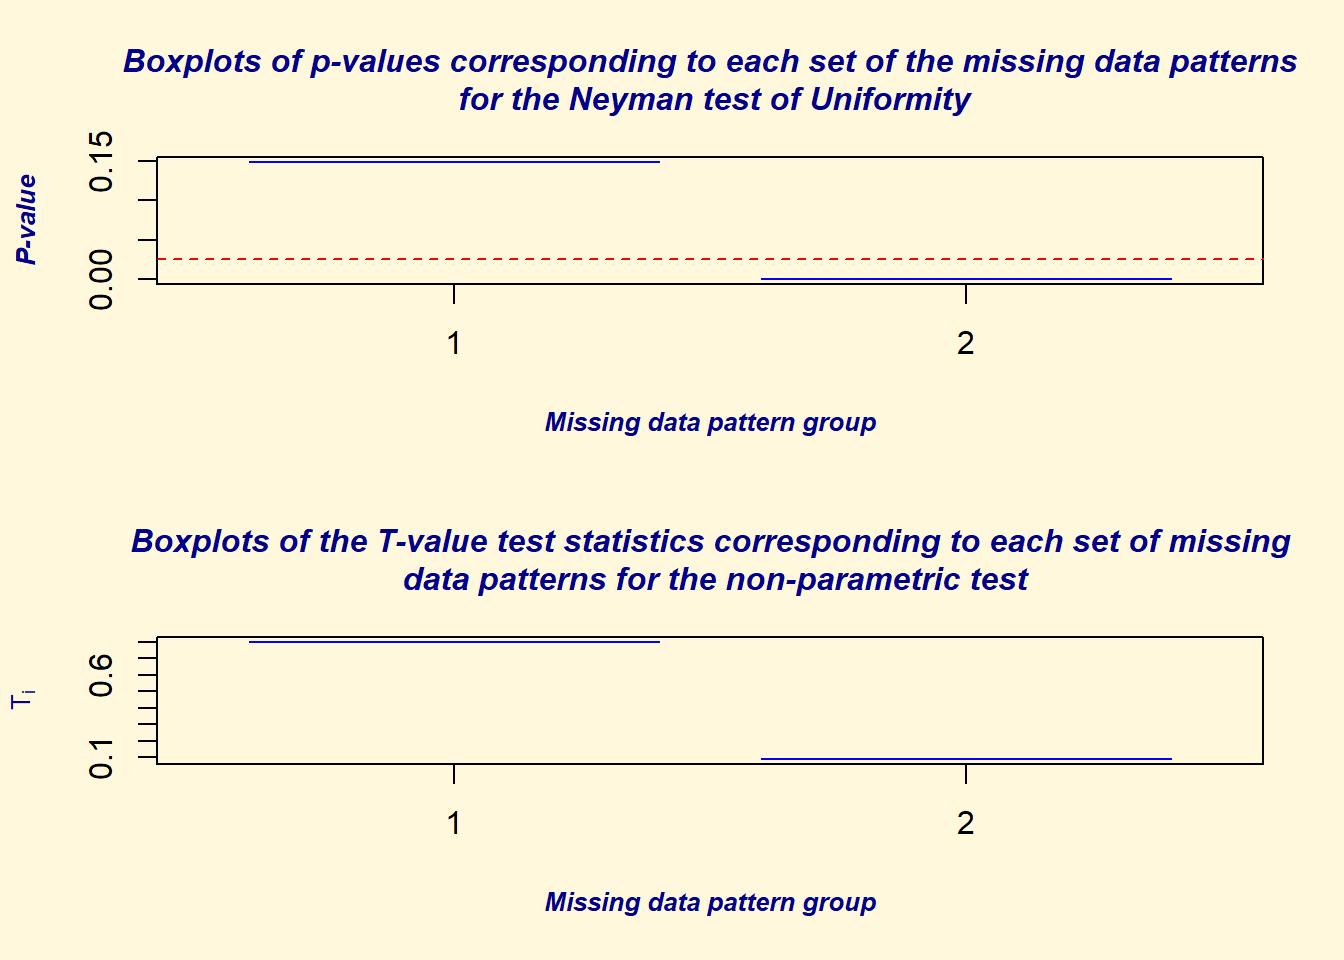 Boxplots of p-values corresponding to each set of the missing data patterns
for the Neyman test of Uniformity
P-value
0.15
0.00
1 2
Missing data pattern group
Boxplots of the T-value test statistics corresponding to each set of missing
data patterns for the non-parametric test
Ti
0.6
0.1
1 2
Missing data pattern group